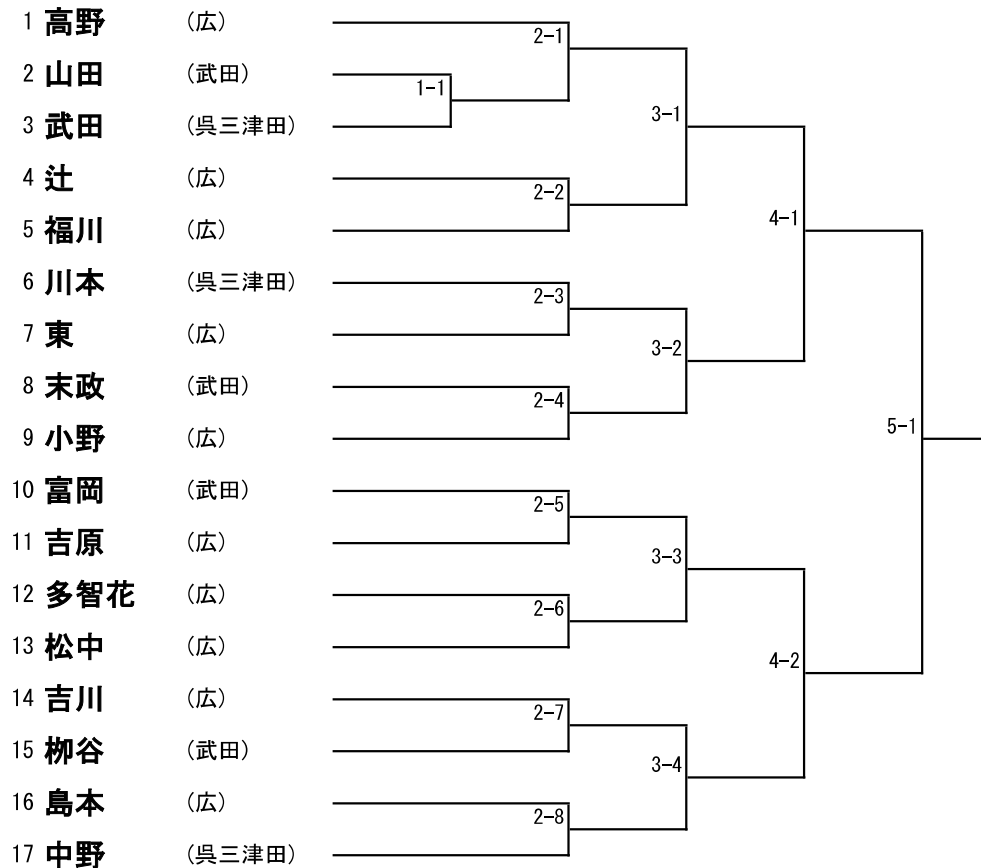 1 高野 (広)
2-1
2 山田 (武田)
1-1
3-1
3 武田 (呉三津田)
4 辻 (広)
2-2
4-1
5 福川 (広)
6 川本 (呉三津田)
2-3
7 東 (広)
3-2
8 末政 (武田)
2-4
5-1
9 小野 (広)
10 富岡 (武田)
2-5
11 吉原 (広)
3-3
12 多智花 (広)
2-6
13 松中 (広)
4-2
14 吉川 (広)
2-7
15 栁谷 (武田)
3-4
16 島本 (広)
2-8
17 中野 (呉三津田)